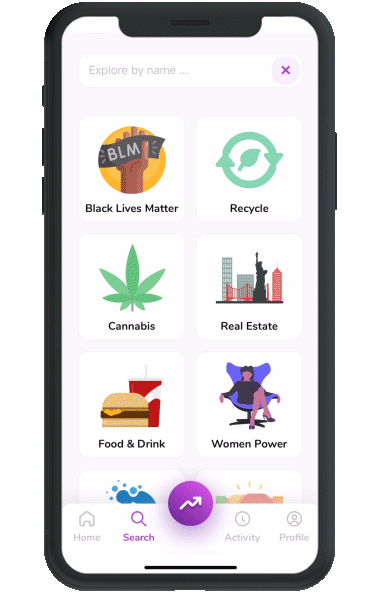 Explore by name ...
BLM
Black Lives Matter
Recycle
Cannabis
Real Estate
Food & Drink
Women Power
Home
Search
Activity
Profile